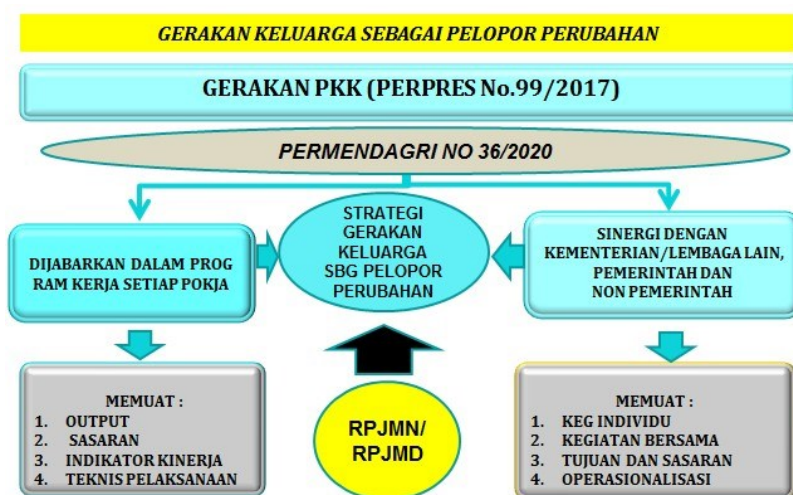 GERAKAN KELUARGA SEBAGAI PELOPOR PERUBAHAN
GERAKAN PKK (PERPRES No.99/2017)
PERMENDAGRI NO 36/2020
DIJABARKAN DALAM PROG
RAM KERJA SETIAP POKJA
STRATEGI
GERAKAN
KELUARGA
SBG PELOPOR
PERUBAHAN
SINERGI DENGAN
KEMENTERIAN/LEMBAGA LAIN,
PEMERINTAH DAN
NON PEMERINTAH
MEMUAT :
1. OUTPUT
2. SASARAN
3. INDIKATOR KINERJA
4. TEKNIS PELAKSANAAN
RPJMN/
RPJMD
MEMUAT :
1. KEG INDIVIDU
2. KEGIATAN BERSAMA
3. TUJUAN DAN SASARAN
4. OPERASIONALISASI